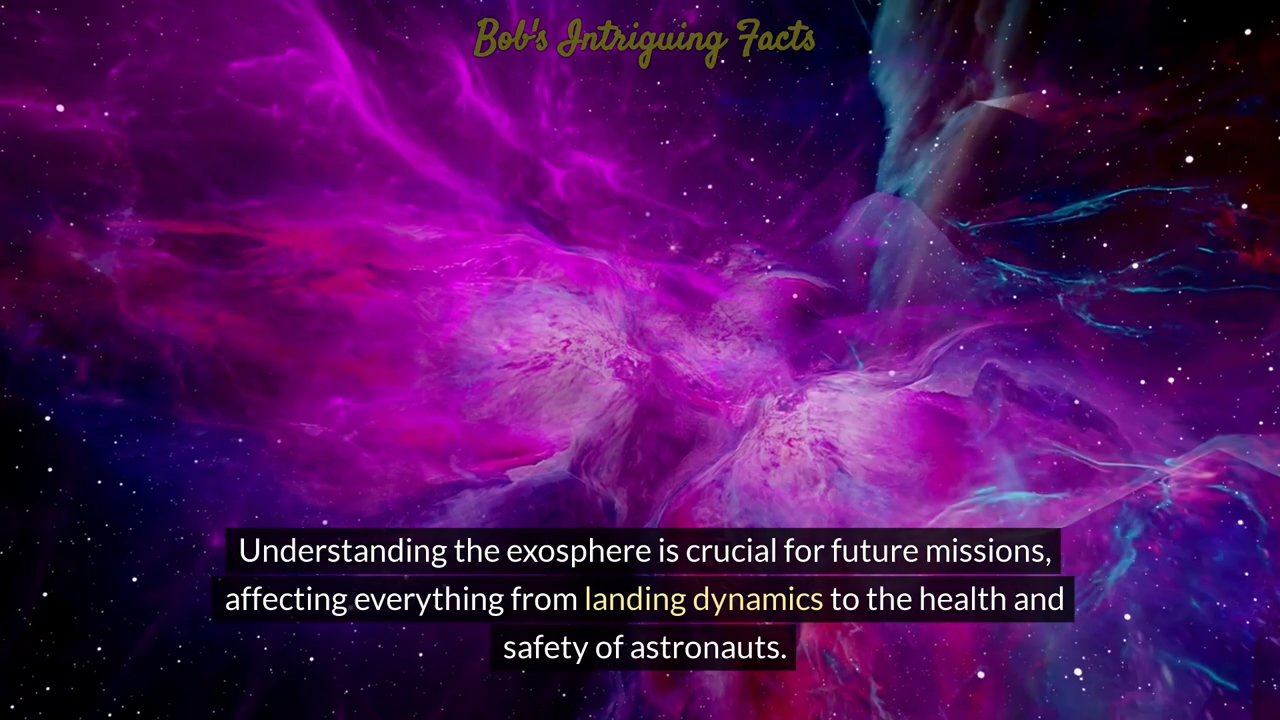 Bob's Intriguing Facts
Understanding the exosphere is crucial for future missions,
affecting everything from landing dynamics to the health and
safety of astronauts.